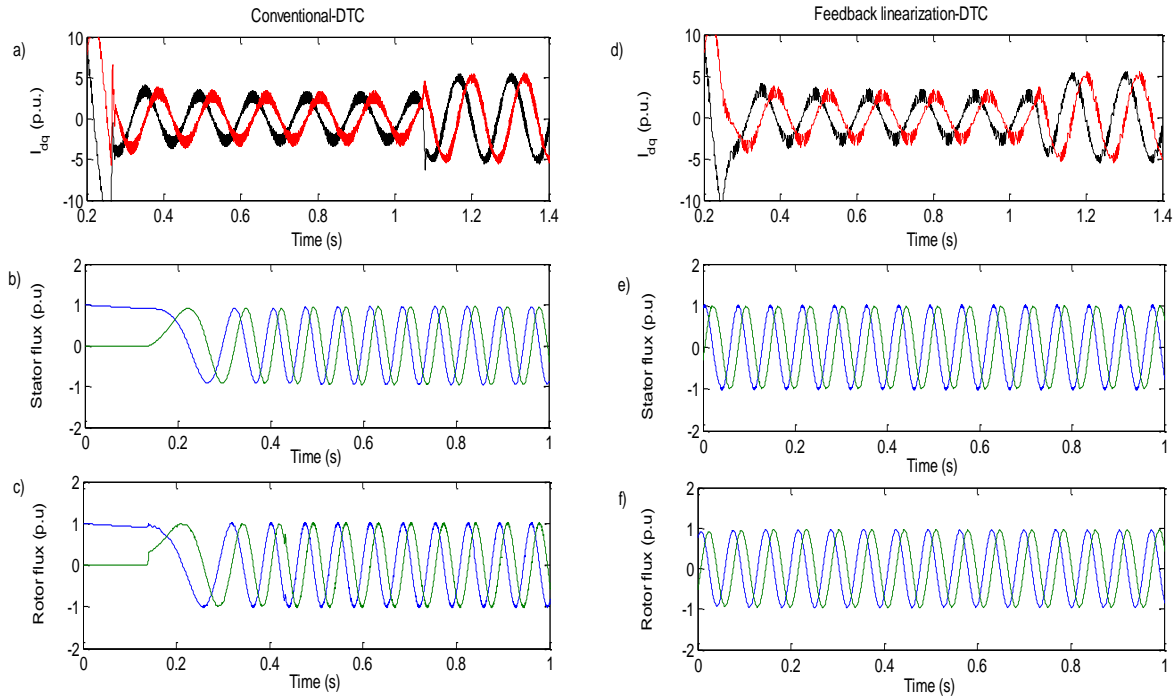 Conventional-DTC
a)
I_dq (p.u.)
10
5
0
-5
-10
0.2 0.4 0.6 0.8 1 1.2 1.4
Time (s)
b)
Stator flux (p.u)
2
1
0
-1
-2
0 0.2 0.4 0.6 0.8 1
Time (s)
c)
Rotor flux (p.u)
2
1
0
-1
-2
0 0.2 0.4 0.6 0.8 1
Time (s)
Feedback linearization-DTC
d)
I_dq (p.u.)
10
5
0
-5
-10
0.2 0.4 0.6 0.8 1 1.2 1.4
Time (s)
e)
Stator flux (p.u)
2
1
0
-1
-2
0 0.2 0.4 0.6 0.8 1
Time (s)
f)
Rotor flux (p.u)
2
1
0
-1
-2
0 0.2 0.4 0.6 0.8 1
Time (s)